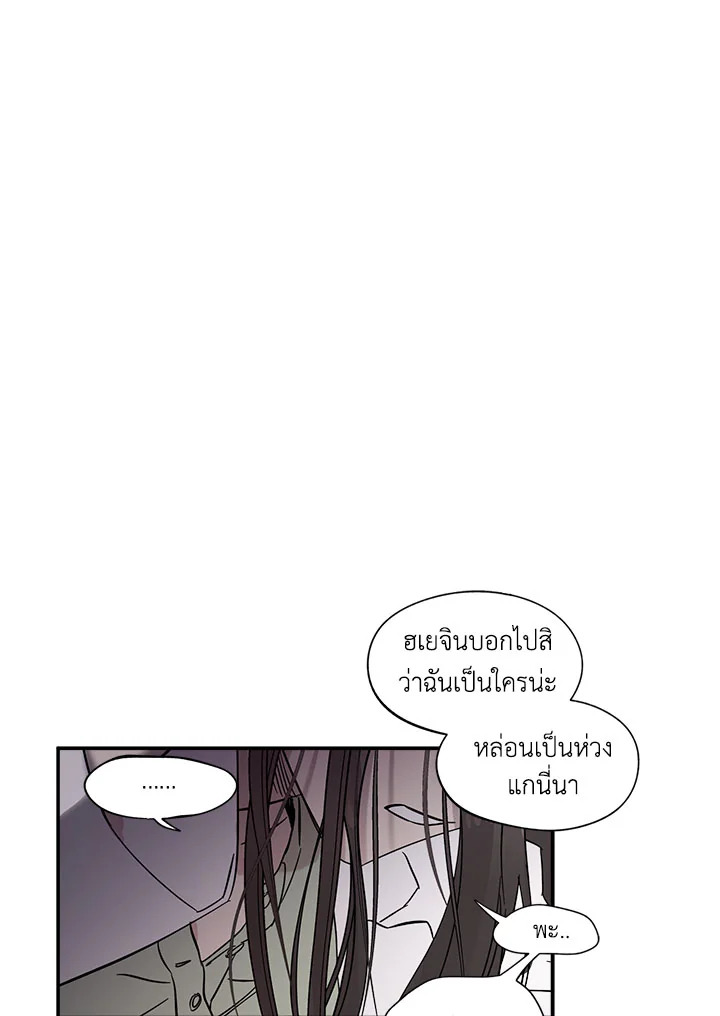 ฮเยจินบอกไปสิ
ว่าฉันเป็นใครน่ะ
หล่อนเป็นห่วง
แกนี่นา
......
พะ..